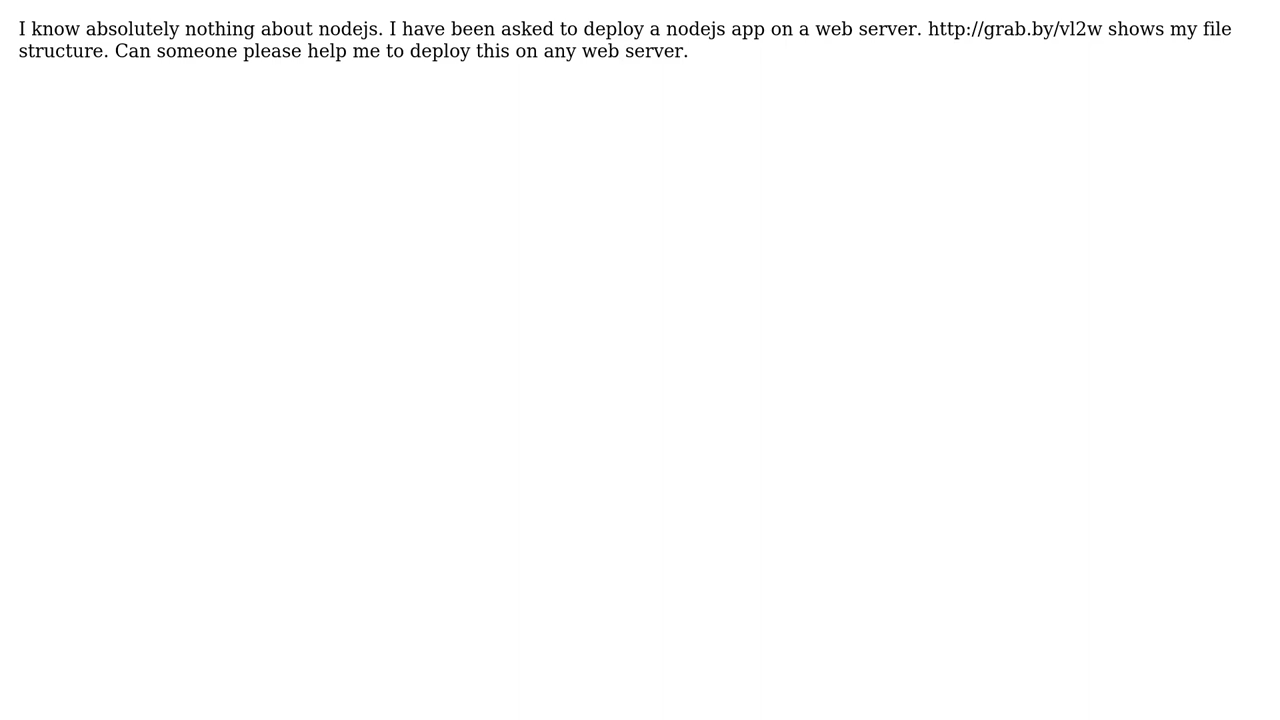 I know absolutely nothing about nodejs. I have been asked to deploy a nodejs app on a web server. http://grab.by/vl2w shows my file
structure. Can someone please help me to deploy this on any web server.